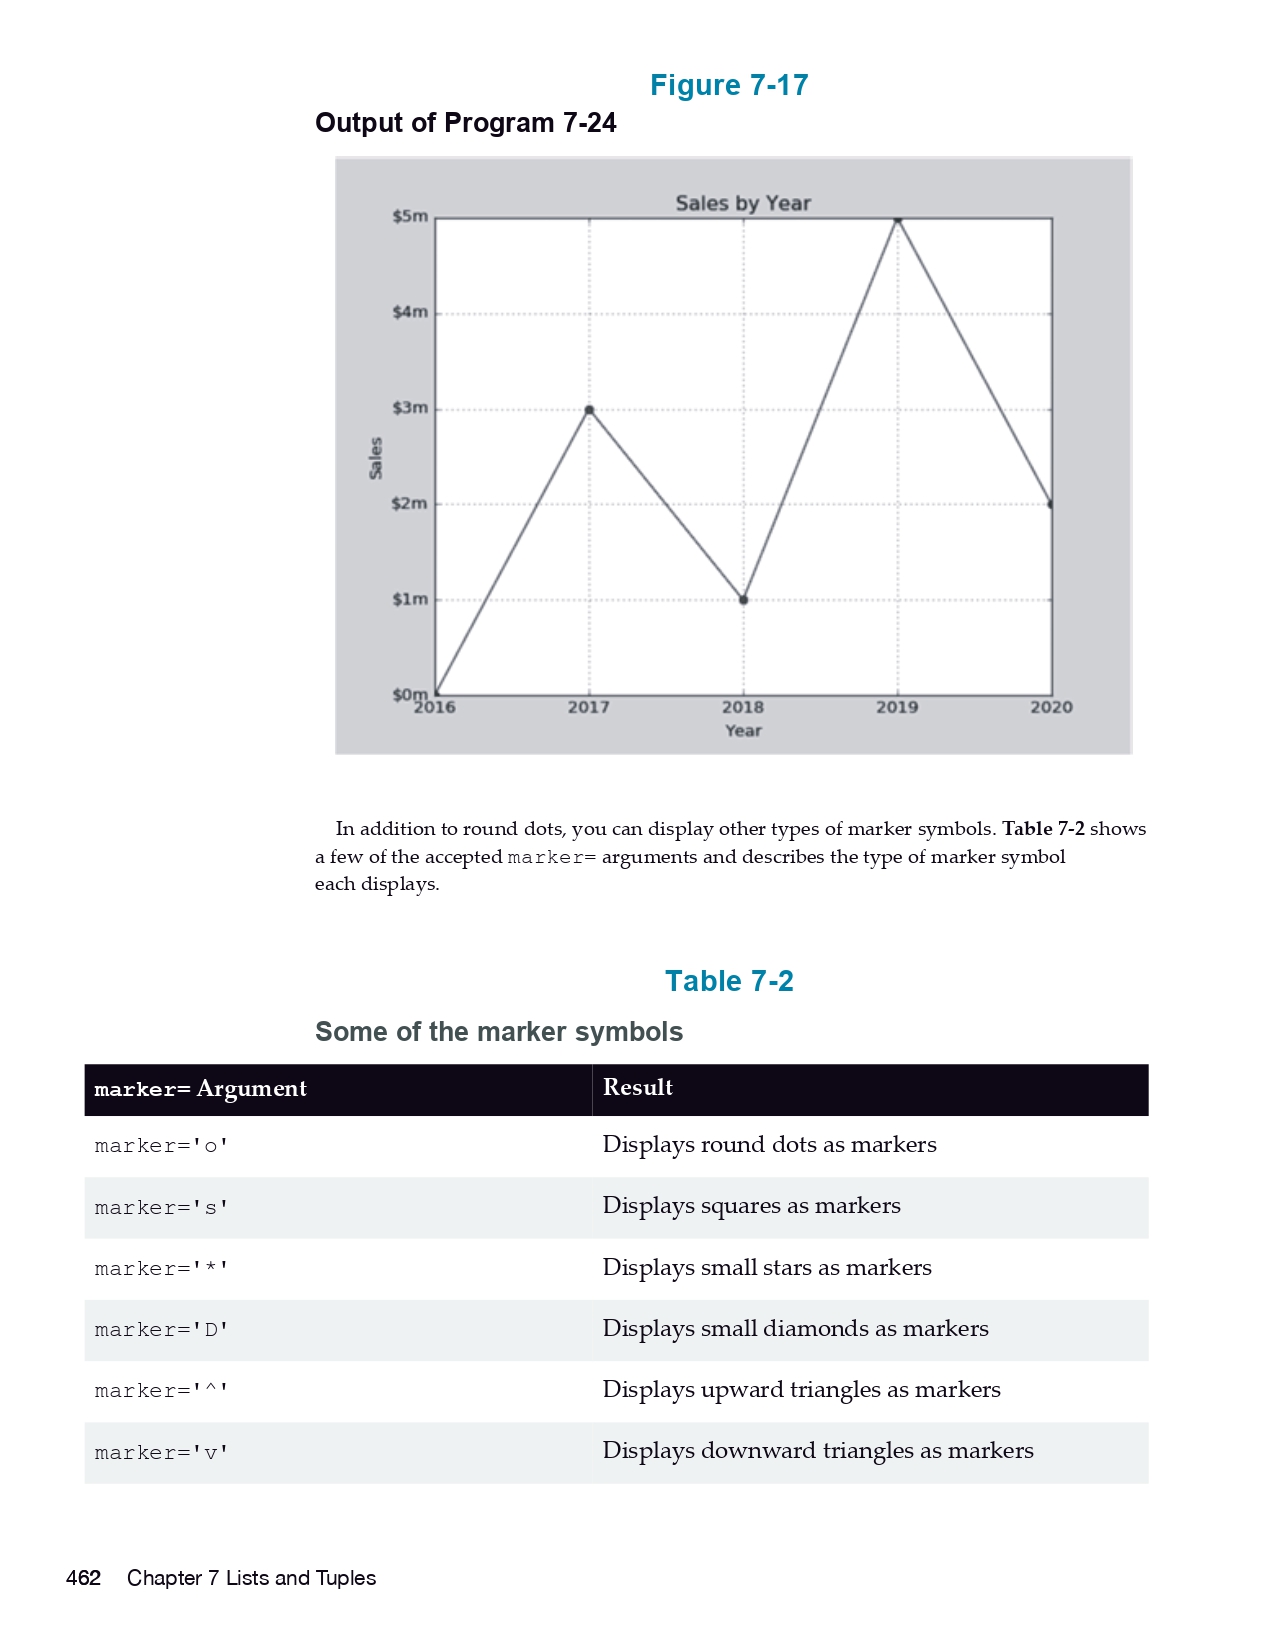 Figure 7-17
Output of Program 7-24
Sales by Year
$5m
$4m
$3m
$2m
$1m
$0m
Sales
2016 2017 2018 2019 2020
Year
In addition to round dots, you can display other types of marker symbols. Table 7-2 shows
a few of the accepted marker= arguments and describes the type of marker symbol
each displays.
Table 7-2
Some of the marker symbols
marker= Argument Result
marker='o' Displays round dots as markers
marker='s' Displays squares as markers
marker='*' Displays small stars as markers
marker='D' Displays small diamonds as markers
marker='^' Displays upward triangles as markers
marker='v' Displays downward triangles as markers
462 Chapter 7 Lists and Tuples